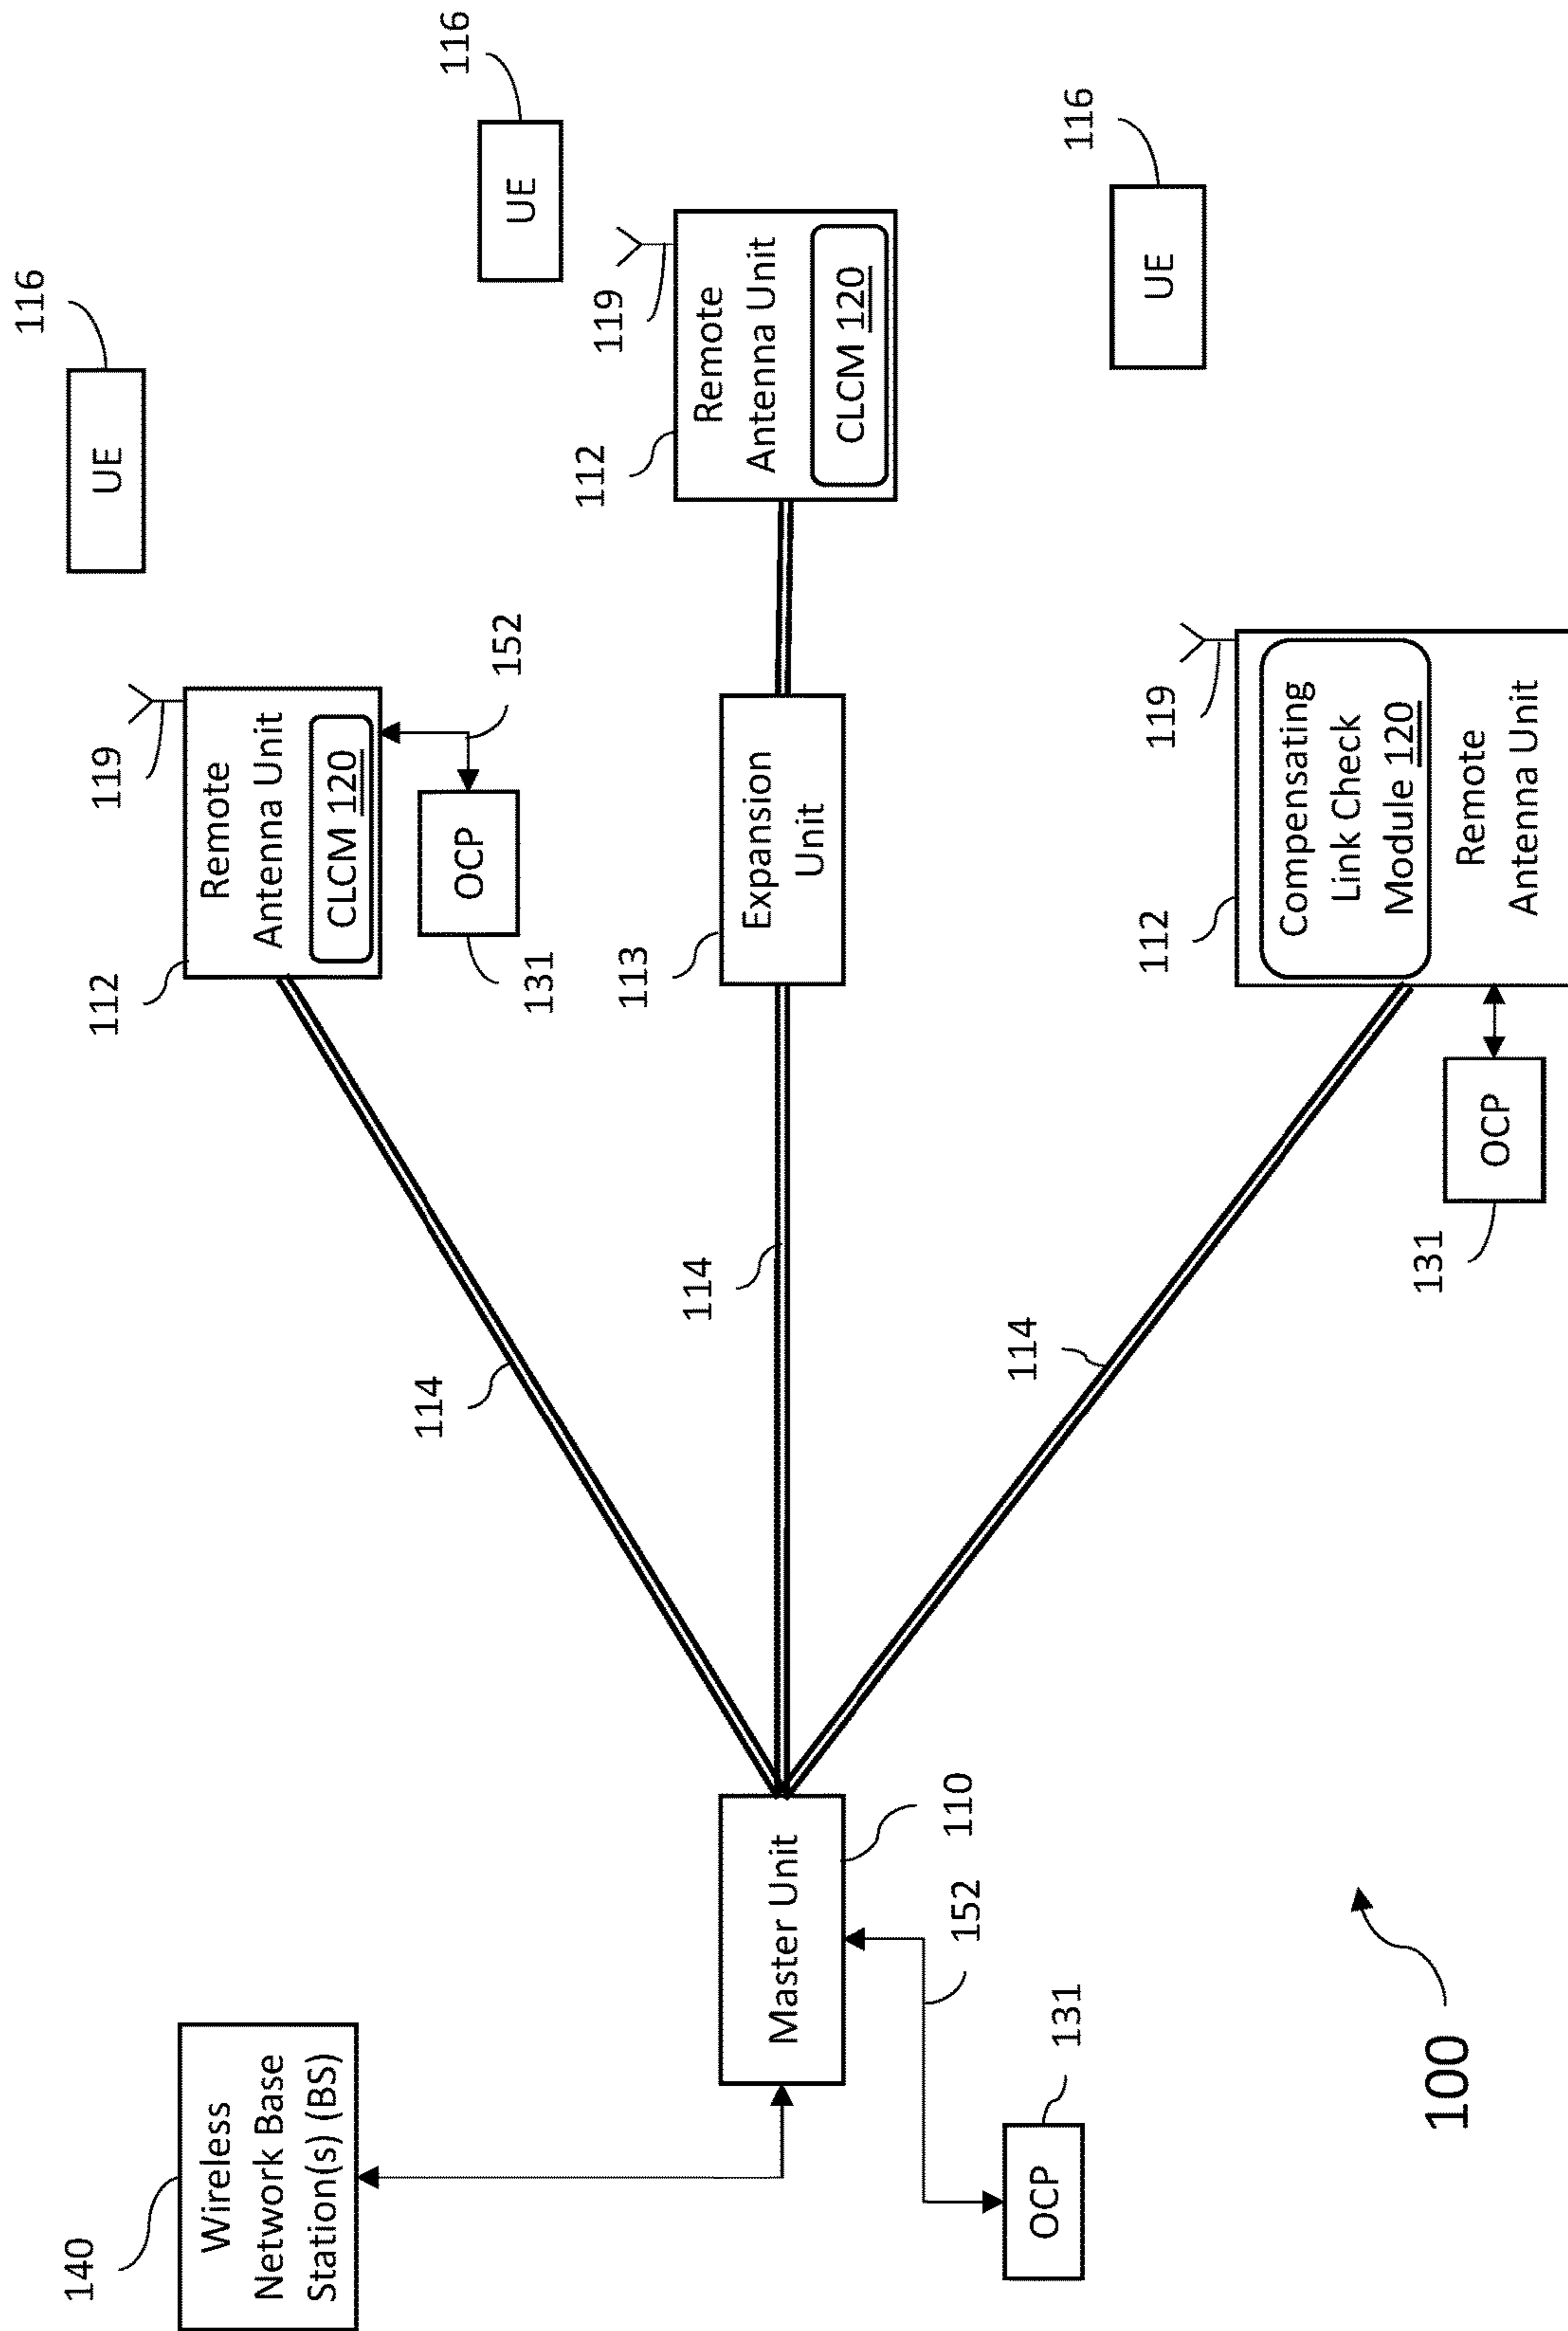 140
Wireless
Network Base
Station(s) (BS)
Master Unit
110
152
OCP
131
100
114
114
114
112
119
Remote
Antenna Unit
CLCM 120
152
OCP
131
113
Expansion
Unit
112
119
Remote
Antenna Unit
CLCM 120
112
119
Compensating
Link Check
Module 120
Remote
Antenna Unit
OCP
131
UE
116
UE
116
UE
116